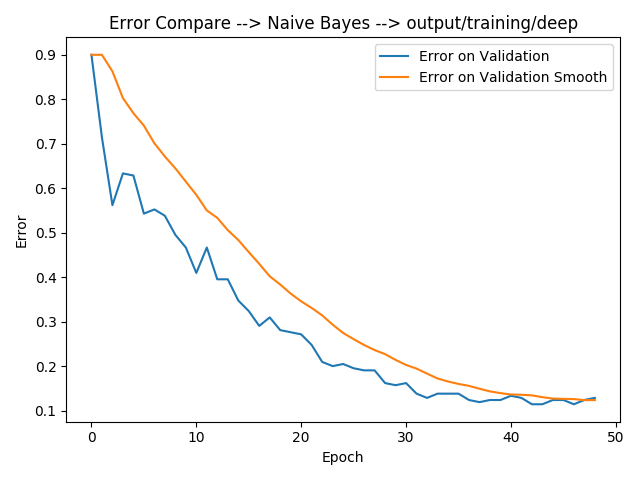 Error Compare --> Naive Bayes --> output/training/deep
Error on Validation
Error on Validation Smooth
0.9
0.8
0.7
0.6
0.5
0.4
0.3
0.2
0.1
Error
0 10 20 30 40 50
Epoch